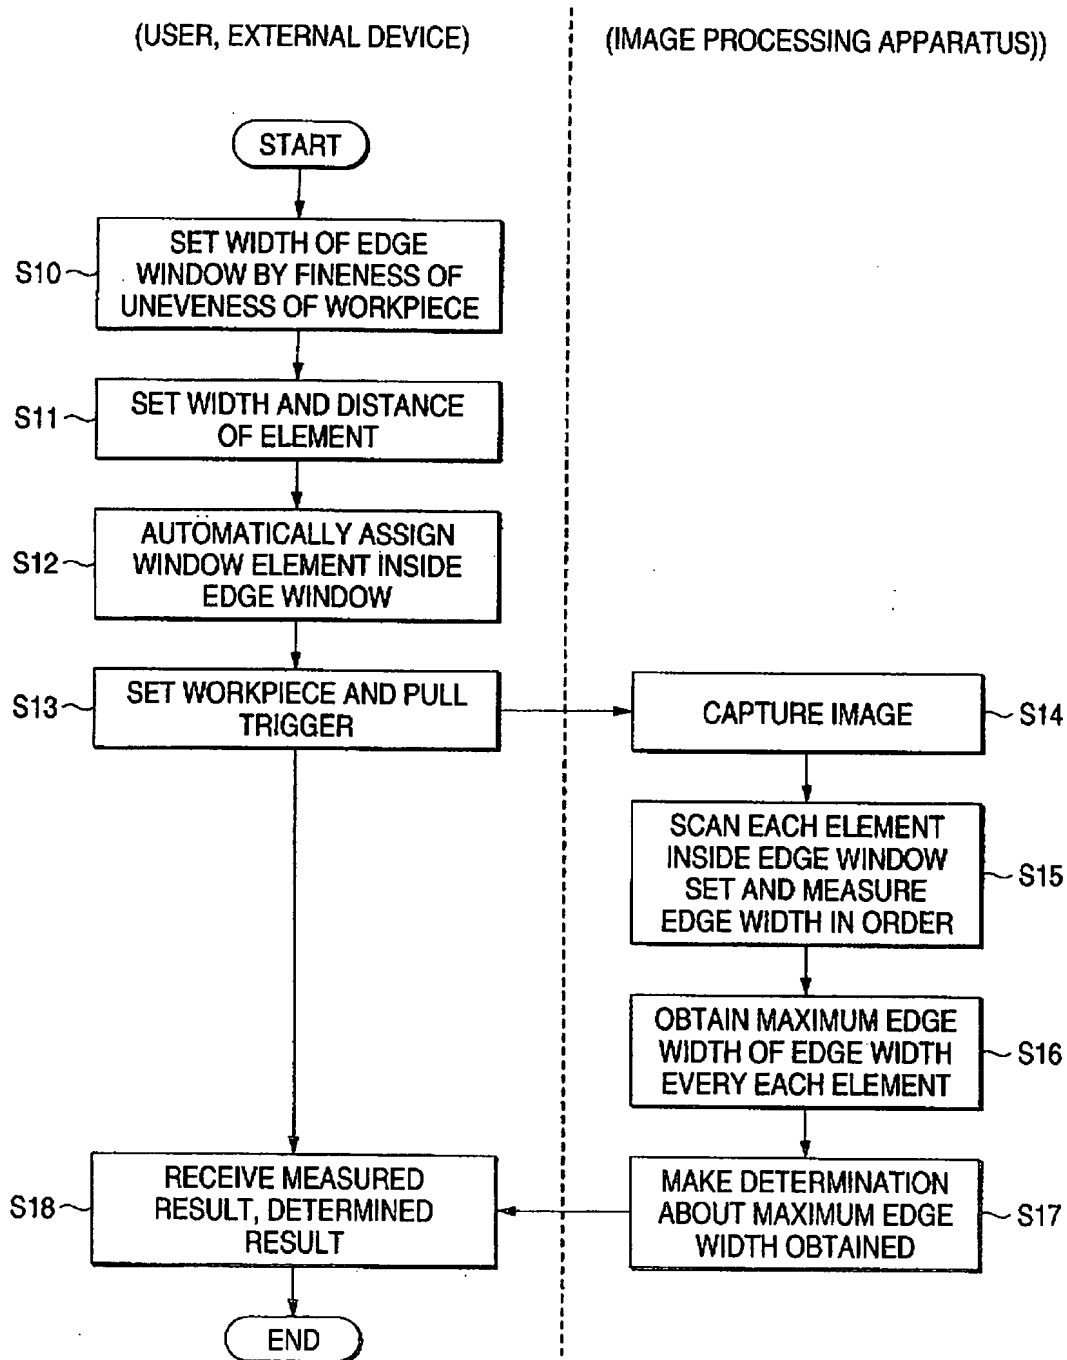 (USER, EXTERNAL DEVICE)
(IMAGE PROCESSING APPARATUS))
START
S10
SET WIDTH OF EDGE
WINDOW BY FINENESS OF
UNEVENESS OF WORKPIECE
S11
SET WIDTH AND DISTANCE
OF ELEMENT
S12
AUTOMATICALLY ASSIGN
WINDOW ELEMENT INSIDE
EDGE WINDOW
S13
SET WORKPIECE AND PULL
TRIGGER
CAPTURE IMAGE
S14
SCAN EACH ELEMENT
INSIDE EDGE WINDOW
SET AND MEASURE
EDGE WIDTH IN ORDER
S15
OBTAIN MAXIMUM EDGE
WIDTH OF EDGE WIDTH
EVERY EACH ELEMENT
S16
MAKE DETERMINATION
ABOUT MAXIMUM EDGE
WIDTH OBTAINED
S17
S18
RECEIVE MEASURED
RESULT, DETERMINED
RESULT
END